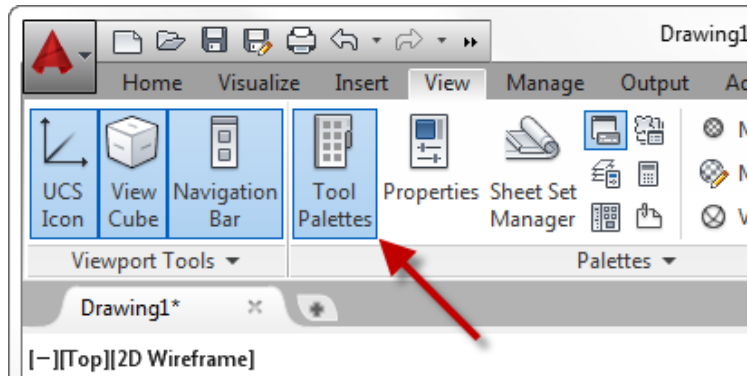 Drawing1
Home Visualize Insert View Manage Output
UCS Icon
View Cube
Navigation Bar
Tool Palettes
Properties
Sheet Set Manager
Viewport Tools
Palettes
Drawing1*
[−][Top][2D Wireframe]